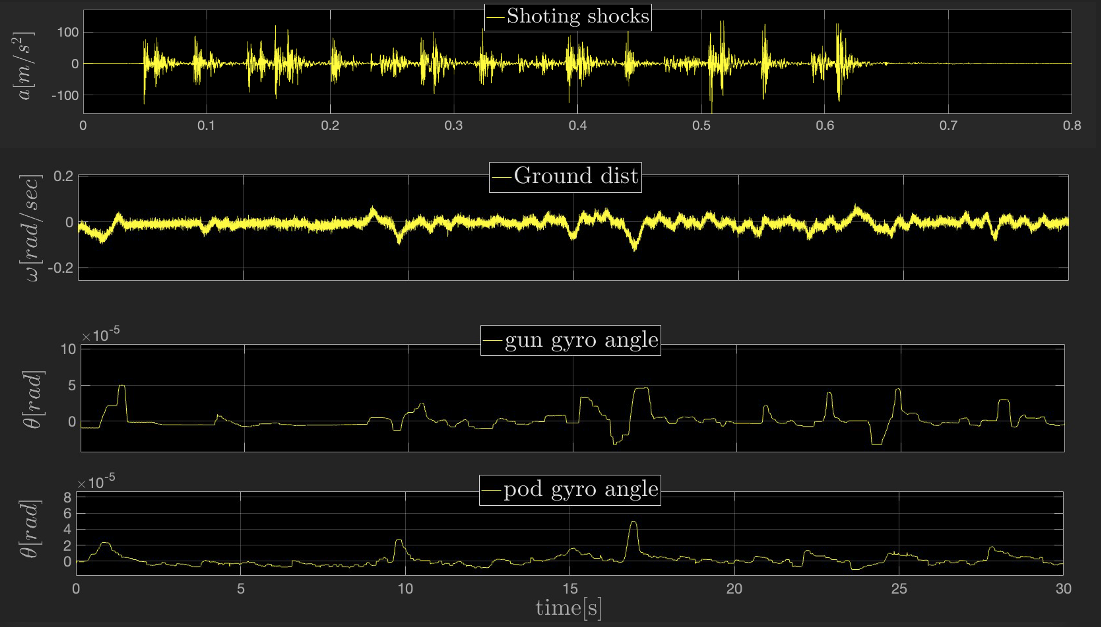 Shoting shocks
a[m/s²]
100
0
-100
0 0.1 0.2 0.3 0.4 0.5 0.6 0.7 0.8
Ground dist
ω[rad/sec]
0.2
0
-0.2
×10⁻⁵
gun gyro angle
θ[rad]
10
5
0
×10⁻⁵
pod gyro angle
θ[rad]
8
6
4
2
0
0 5 10 15 20 25 30
time[s]